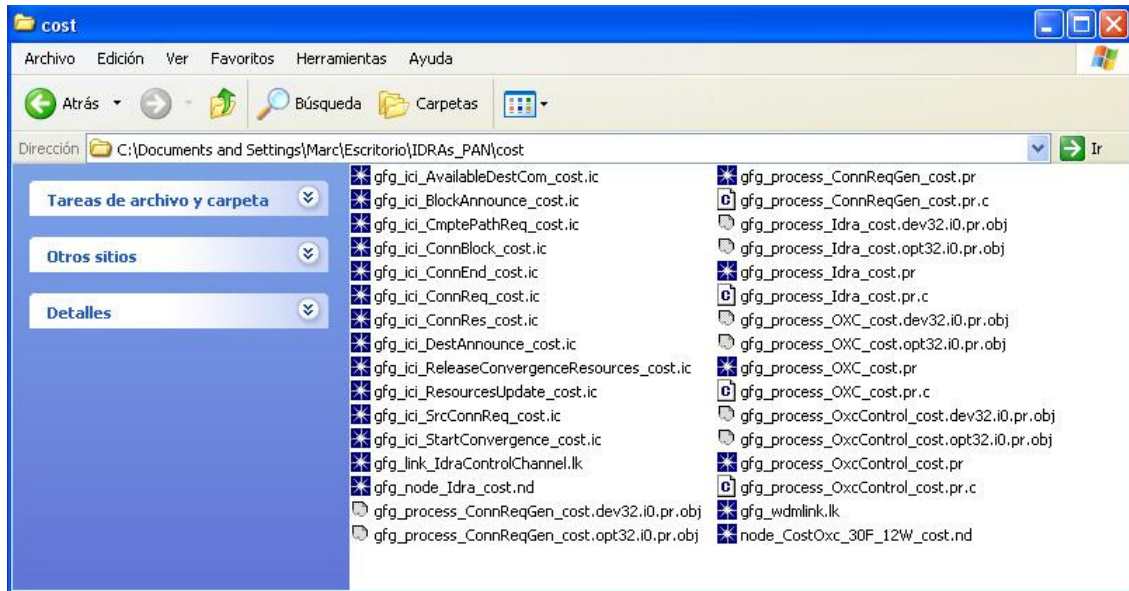 cost
Archivo Edición Ver Favoritos Herramientas Ayuda
Atrás Búsqueda Carpetas
Dirección C:\Documents and Settings\Marc\Escritorio\IDRAs_PAN\cost Ir
Tareas de archivo y carpeta
Otros sitios
Detalles
gfg_ici_AvailableDestCom_cost.ic
gfg_ici_BlockAnnounce_cost.ic
gfg_ici_CmptePathReq_cost.ic
gfg_ici_ConnBlock_cost.ic
gfg_ici_ConnEnd_cost.ic
gfg_ici_ConnReq_cost.ic
gfg_ici_ConnRes_cost.ic
gfg_ici_DestAnnounce_cost.ic
gfg_ici_ReleaseConvergenceResources_cost.ic
gfg_ici_ResourcesUpdate_cost.ic
gfg_ici_SrcConnReq_cost.ic
gfg_ici_StartConvergence_cost.ic
gfg_link_IdraControlChannel.lk
gfg_node_Idra_cost.nd
gfg_process_ConnReqGen_cost.dev32.i0.pr.obj
gfg_process_ConnReqGen_cost.opt32.i0.pr.obj
gfg_process_ConnReqGen_cost.pr
gfg_process_ConnReqGen_cost.pr.c
gfg_process_Idra_cost.dev32.i0.pr.obj
gfg_process_Idra_cost.opt32.i0.pr.obj
gfg_process_Idra_cost.pr
gfg_process_Idra_cost.pr.c
gfg_process_OXC_cost.dev32.i0.pr.obj
gfg_process_OXC_cost.opt32.i0.pr.obj
gfg_process_OXC_cost.pr
gfg_process_OXC_cost.pr.c
gfg_process_OxcControl_cost.dev32.i0.pr.obj
gfg_process_OxcControl_cost.opt32.i0.pr.obj
gfg_process_OxcControl_cost.pr
gfg_process_OxcControl_cost.pr.c
gfg_wdmlink.lk
node_CostOxc_30F_12W_cost.nd